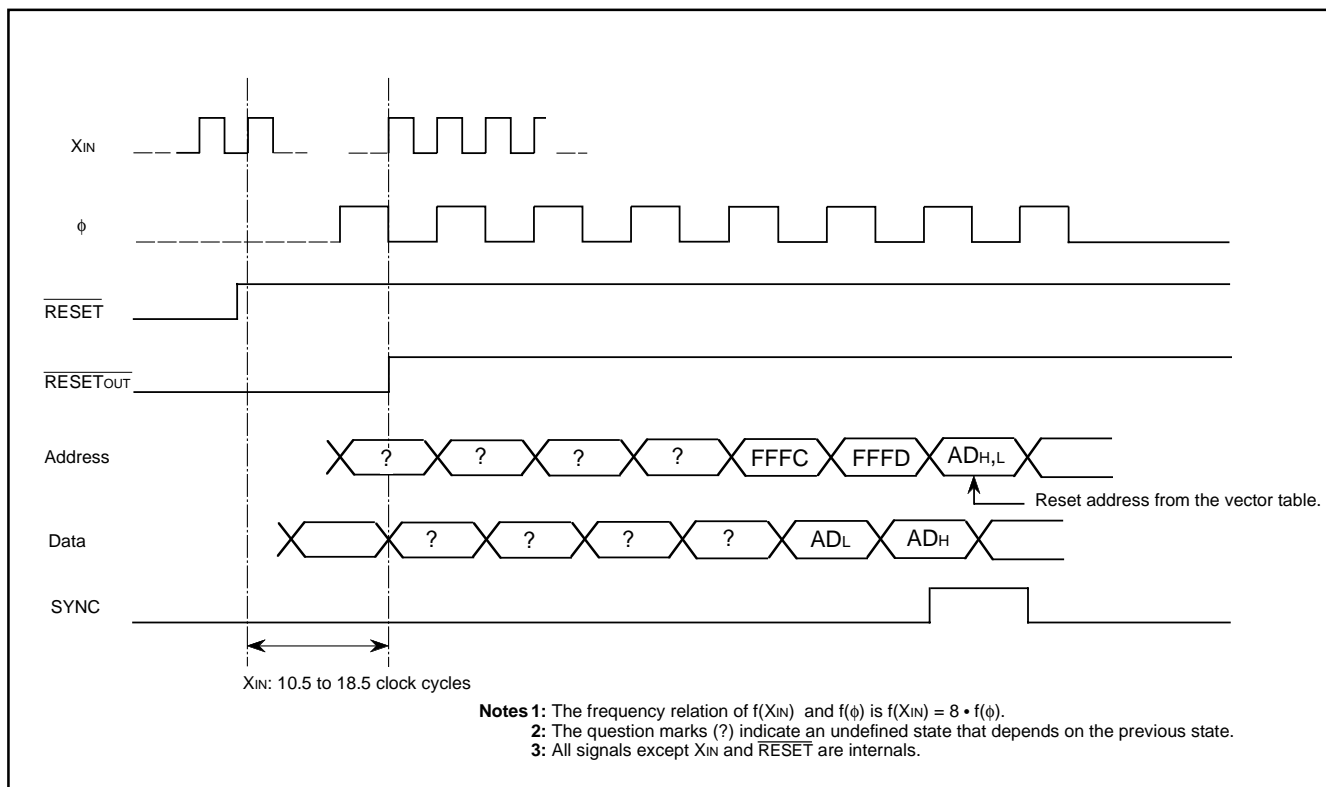 XIN
ϕ
RESET
RESETOUT
Address
? ? ? ? FFFC FFFD ADH,L
Reset address from the vector table.
Data
? ? ? ? ADL ADH
SYNC
XIN: 10.5 to 18.5 clock cycles
Notes 1: The frequency relation of f(XIN) and f(ϕ) is f(XIN) = 8 • f(ϕ).
2: The question marks (?) indicate an undefined state that depends on the previous state.
3: All signals except XIN and RESET are internals.